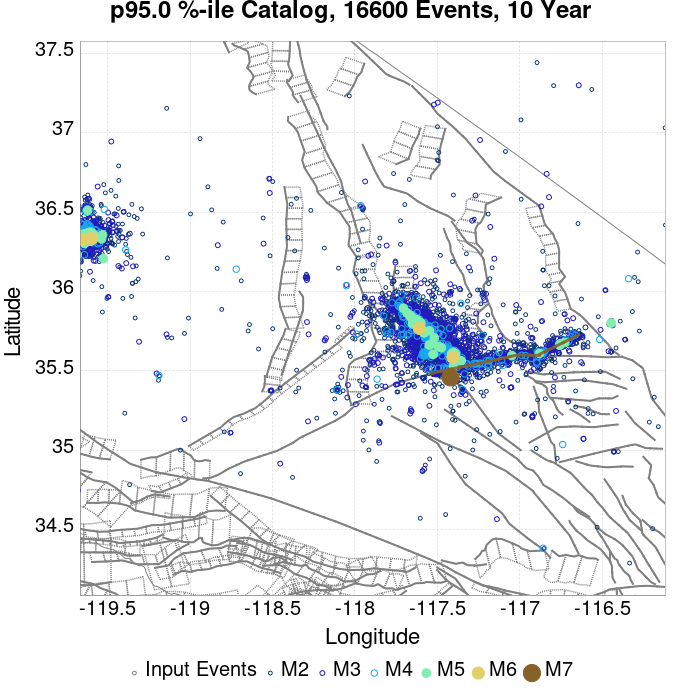 p95.0 %-ile Catalog, 16600 Events, 10 Year
37.5
37
36.5
36
35.5
35
34.5
Latitude
-119.5 -119 -118.5 -118 -117.5 -117 -116.5
Longitude
Input Events M2 M3 M4 M5 M6 M7